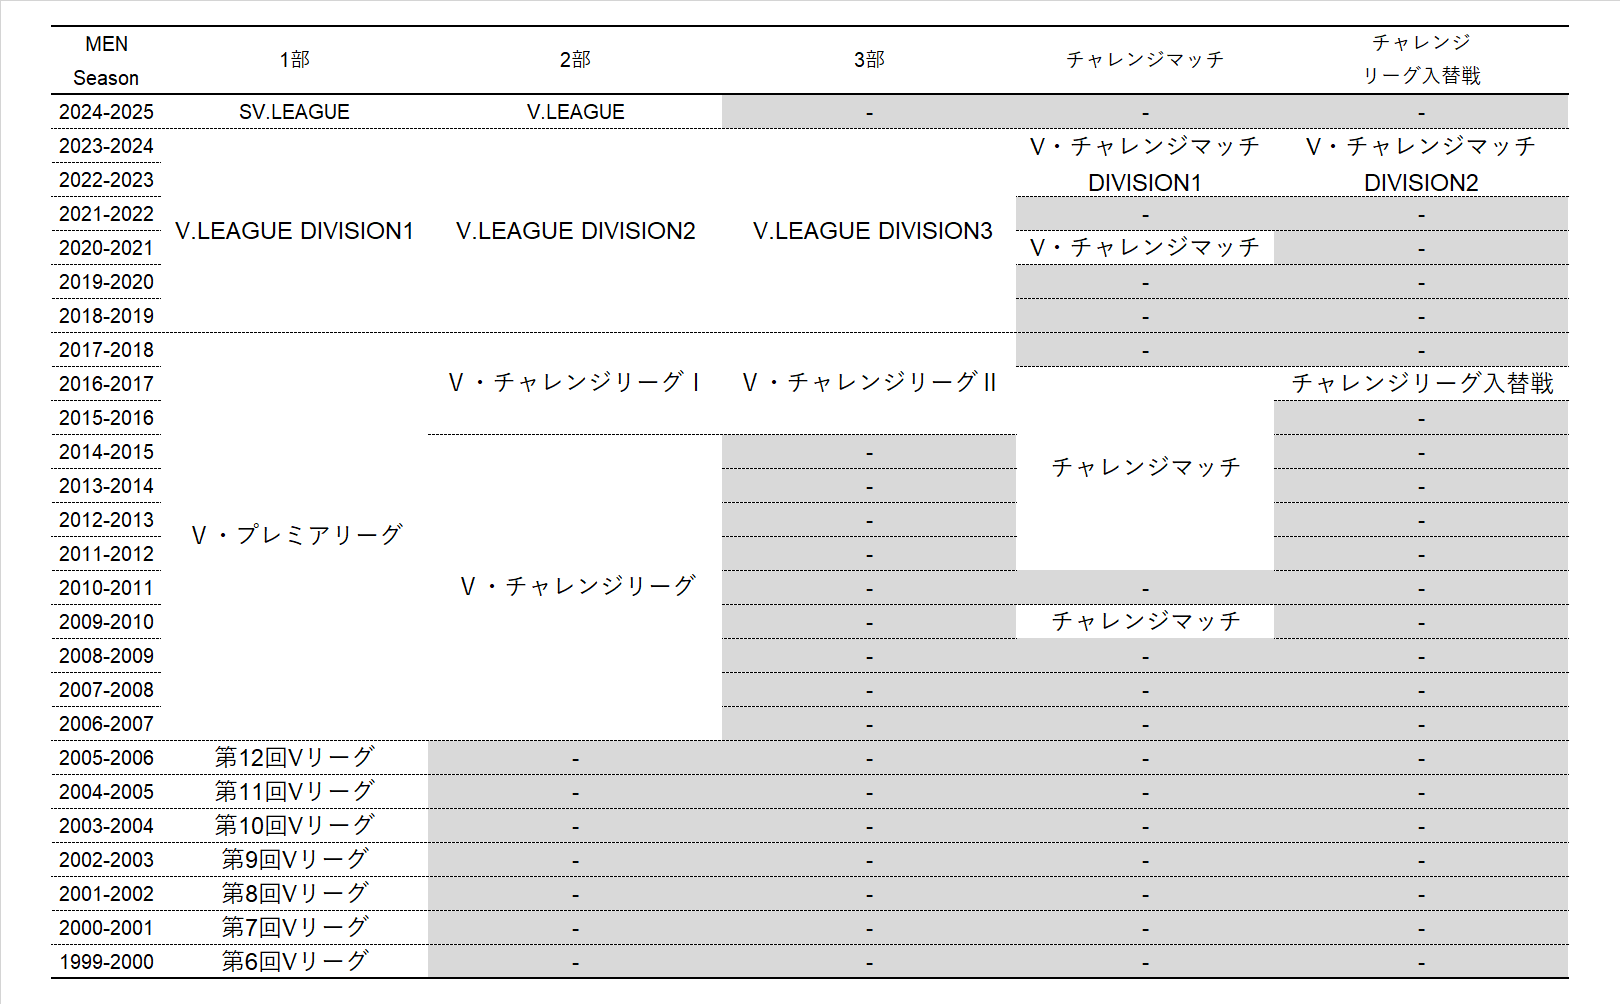 MEN
Season
1部
2部
3部
チャレンジマッチ
チャレンジ
リーグ入替戦
2024-2025
SV.LEAGUE
V.LEAGUE
-
-
-
2023-2024
V・チャレンジマッチ
V・チャレンジマッチ
2022-2023
DIVISION1
DIVISION2
2021-2022
-
-
V.LEAGUE DIVISION1
V.LEAGUE DIVISION2
V.LEAGUE DIVISION3
2020-2021
V・チャレンジマッチ
-
2019-2020
-
-
2018-2019
-
-
2017-2018
-
-
2016-2017
V・チャレンジリーグⅠ
V・チャレンジリーグⅡ
チャレンジリーグ入替戦
2015-2016
-
2014-2015
-
チャレンジマッチ
-
2013-2014
-
-
2012-2013
-
-
V・プレミアリーグ
2011-2012
-
-
2010-2011
V・チャレンジリーグ
-
-
-
2009-2010
-
チャレンジマッチ
-
2008-2009
-
-
-
2007-2008
-
-
-
2006-2007
-
-
-
2005-2006
第12回Vリーグ
-
-
-
-
2004-2005
第11回Vリーグ
-
-
-
-
2003-2004
第10回Vリーグ
-
-
-
-
2002-2003
第9回Vリーグ
-
-
-
-
2001-2002
第8回Vリーグ
-
-
-
-
2000-2001
第7回Vリーグ
-
-
-
-
1999-2000
第6回Vリーグ
-
-
-
-